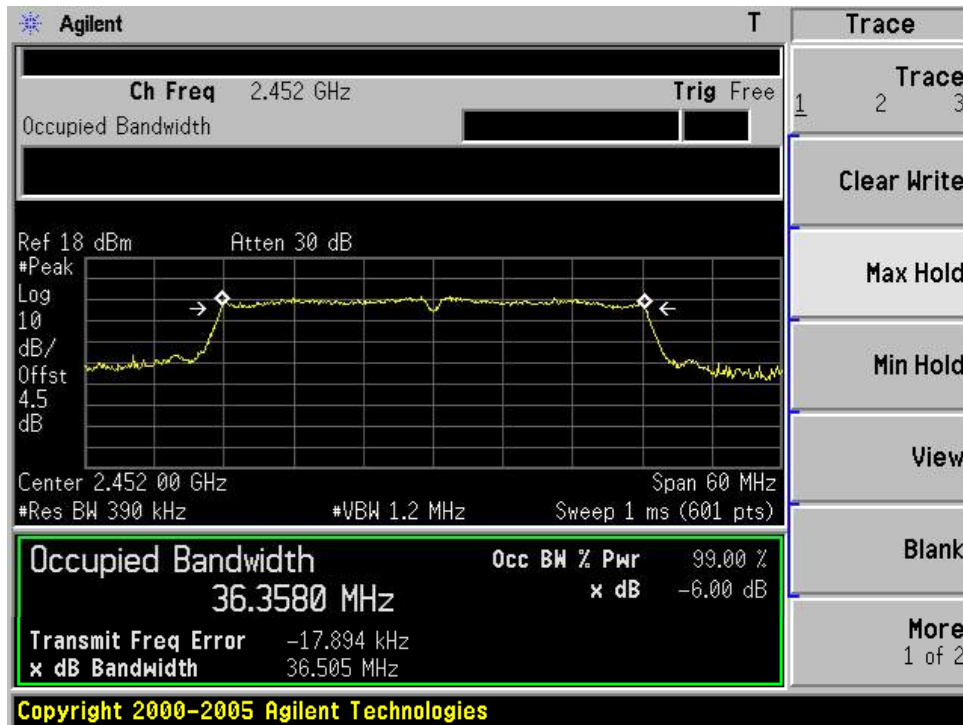 Agilent T Trace
Ch Freq 2.452 GHz Trig Free
Occupied Bandwidth
Trace
1 2 3
Clear Write
Ref 18 dBm Atten 30 dB
#Peak
Log
10
dB/
Offst
4.5
dB
Max Hold
Min Hold
View
Center 2.452 00 GHz Span 60 MHz
#Res BW 390 kHz #VBW 1.2 MHz Sweep 1 ms (601 pts)
Occupied Bandwidth Occ BW % Pwr 99.00 %
36.3580 MHz x dB -6.00 dB
Transmit Freq Error -17.894 kHz
x dB Bandwidth 36.505 MHz
Blank
More
1 of 2
Copyright 2000-2005 Agilent Technologies